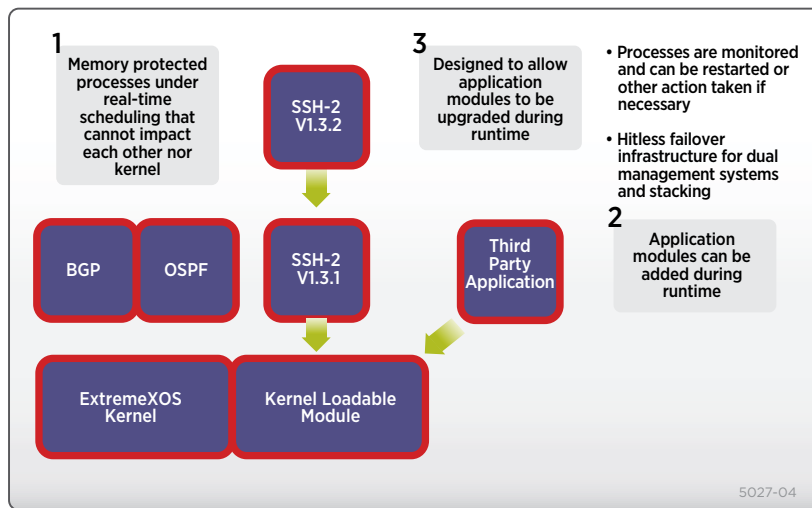 1
Memory protected
processes under
real-time
scheduling that
cannot impact
each other nor
kernel
SSH-2
V1.3.2
3
Designed to allow
application
modules to be
upgraded during
runtime
• Processes are monitored
and can be restarted or
other action taken if
necessary
• Hitless failover
infrastructure for dual
management systems
and stacking
2
Application
modules can be
added during
runtime
BGP
OSPF
SSH-2
V1.3.1
Third
Party
Application
ExtremeXOS
Kernel
Kernel Loadable
Module
5027-04